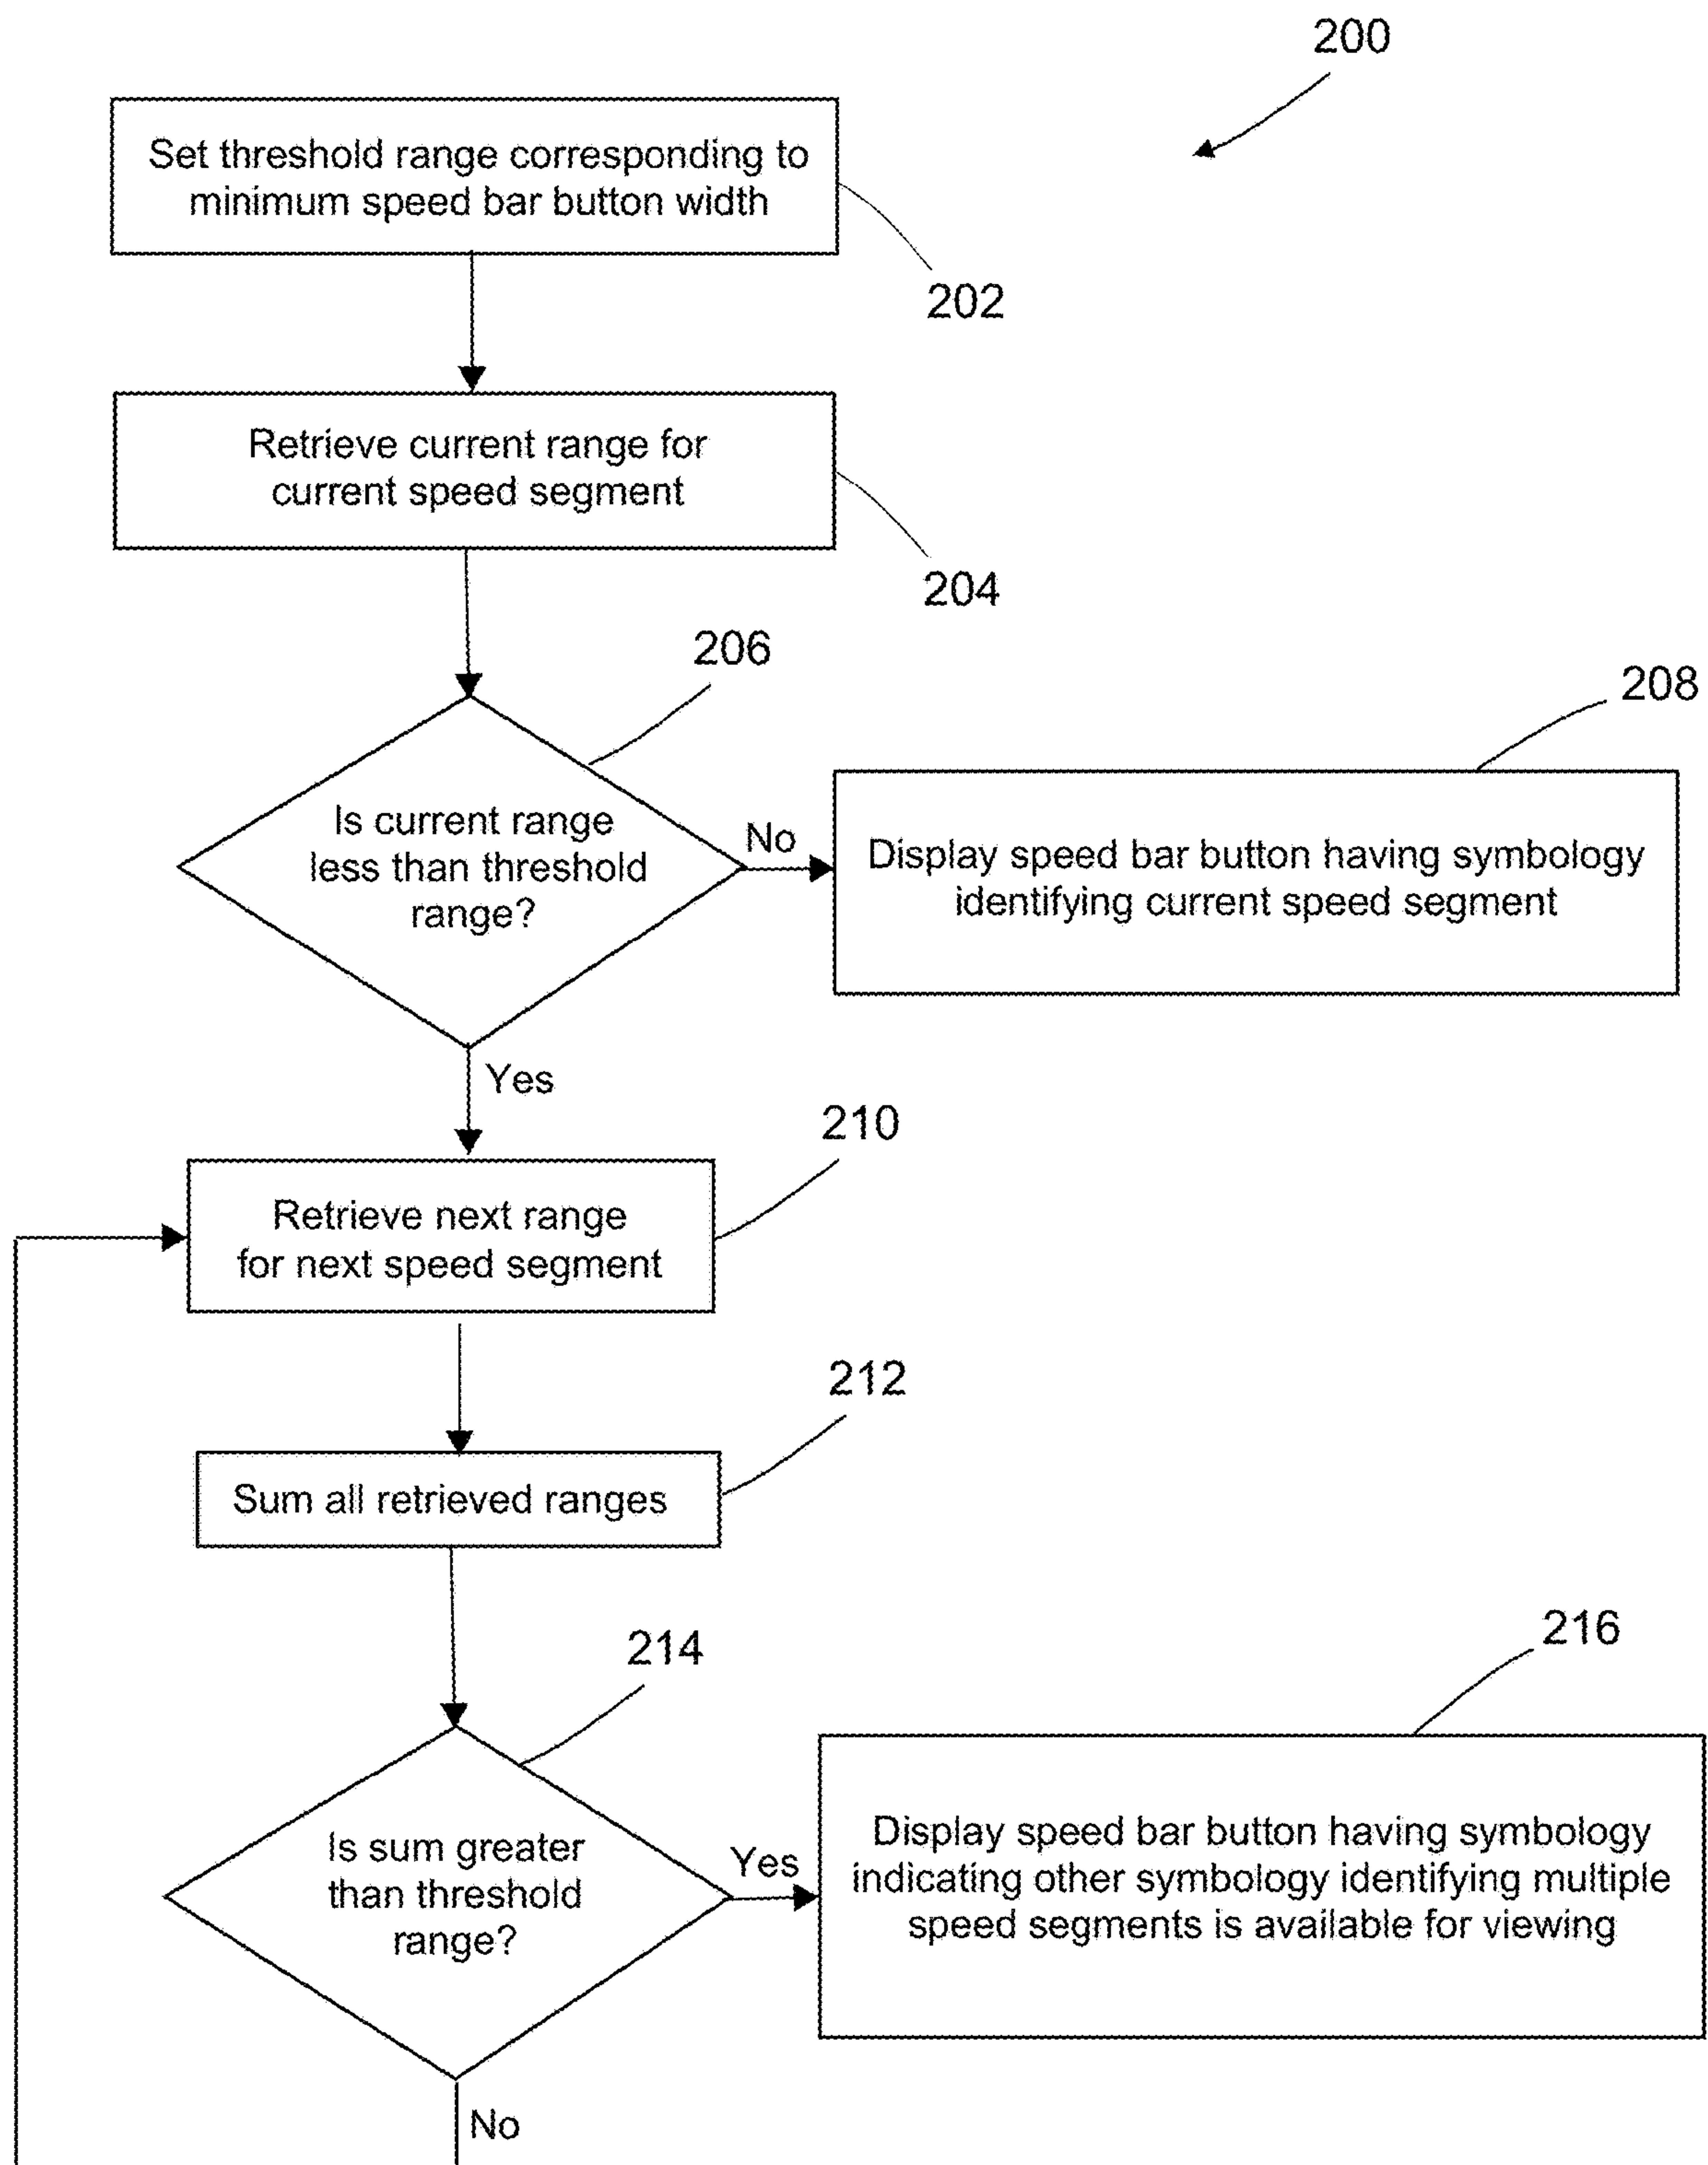 200
Set threshold range corresponding to
minimum speed bar button width
202
Retrieve current range for
current speed segment
204
206
208
Is current range
less than threshold
range?
No
Display speed bar button having symbology
identifying current speed segment
Yes
210
Retrieve next range
for next speed segment
212
Sum all retrieved ranges
214
216
Is sum greater
than threshold
range?
Yes
Display speed bar button having symbology
indicating other symbology identifying multiple
speed segments is available for viewing
No